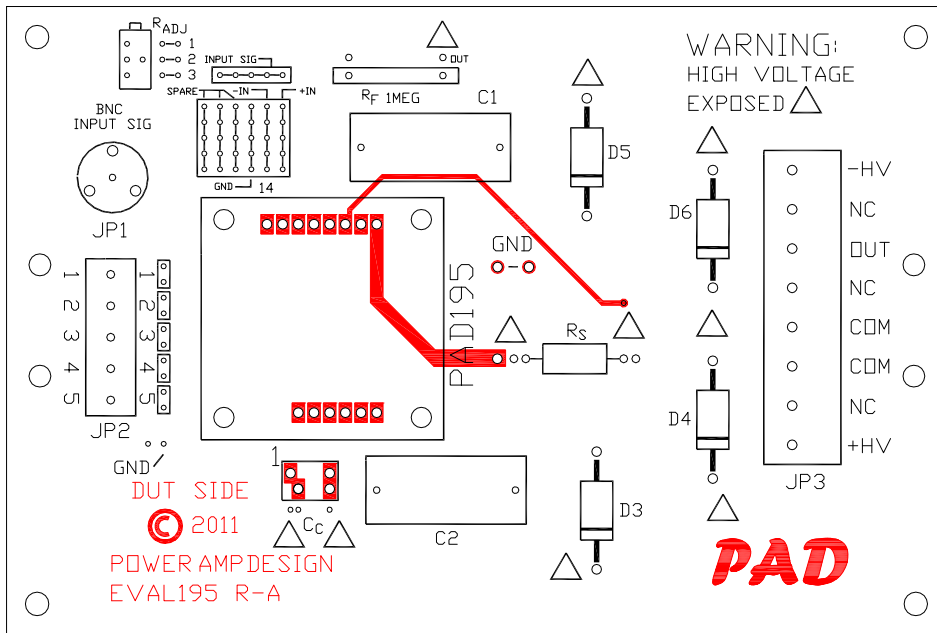 RADJ
1
2
3
INPUT SIG
SPARE
-IN
+IN
GND
14
BNC
INPUT SIG
JP1
OUT
RF 1MEG
C1
D5
WARNING:
HIGH VOLTAGE
EXPOSED
D6
-HV
NC
OUT
NC
COM
COM
NC
+HV
JP3
GND
PAD195
RS
D4
1 1
2 2
3 3
4 4
5 5
JP2
GND
1
CC
C2
D3
DUT SIDE
© 2011
POWER AMP DESIGN
EVAL195 R-A
PAD